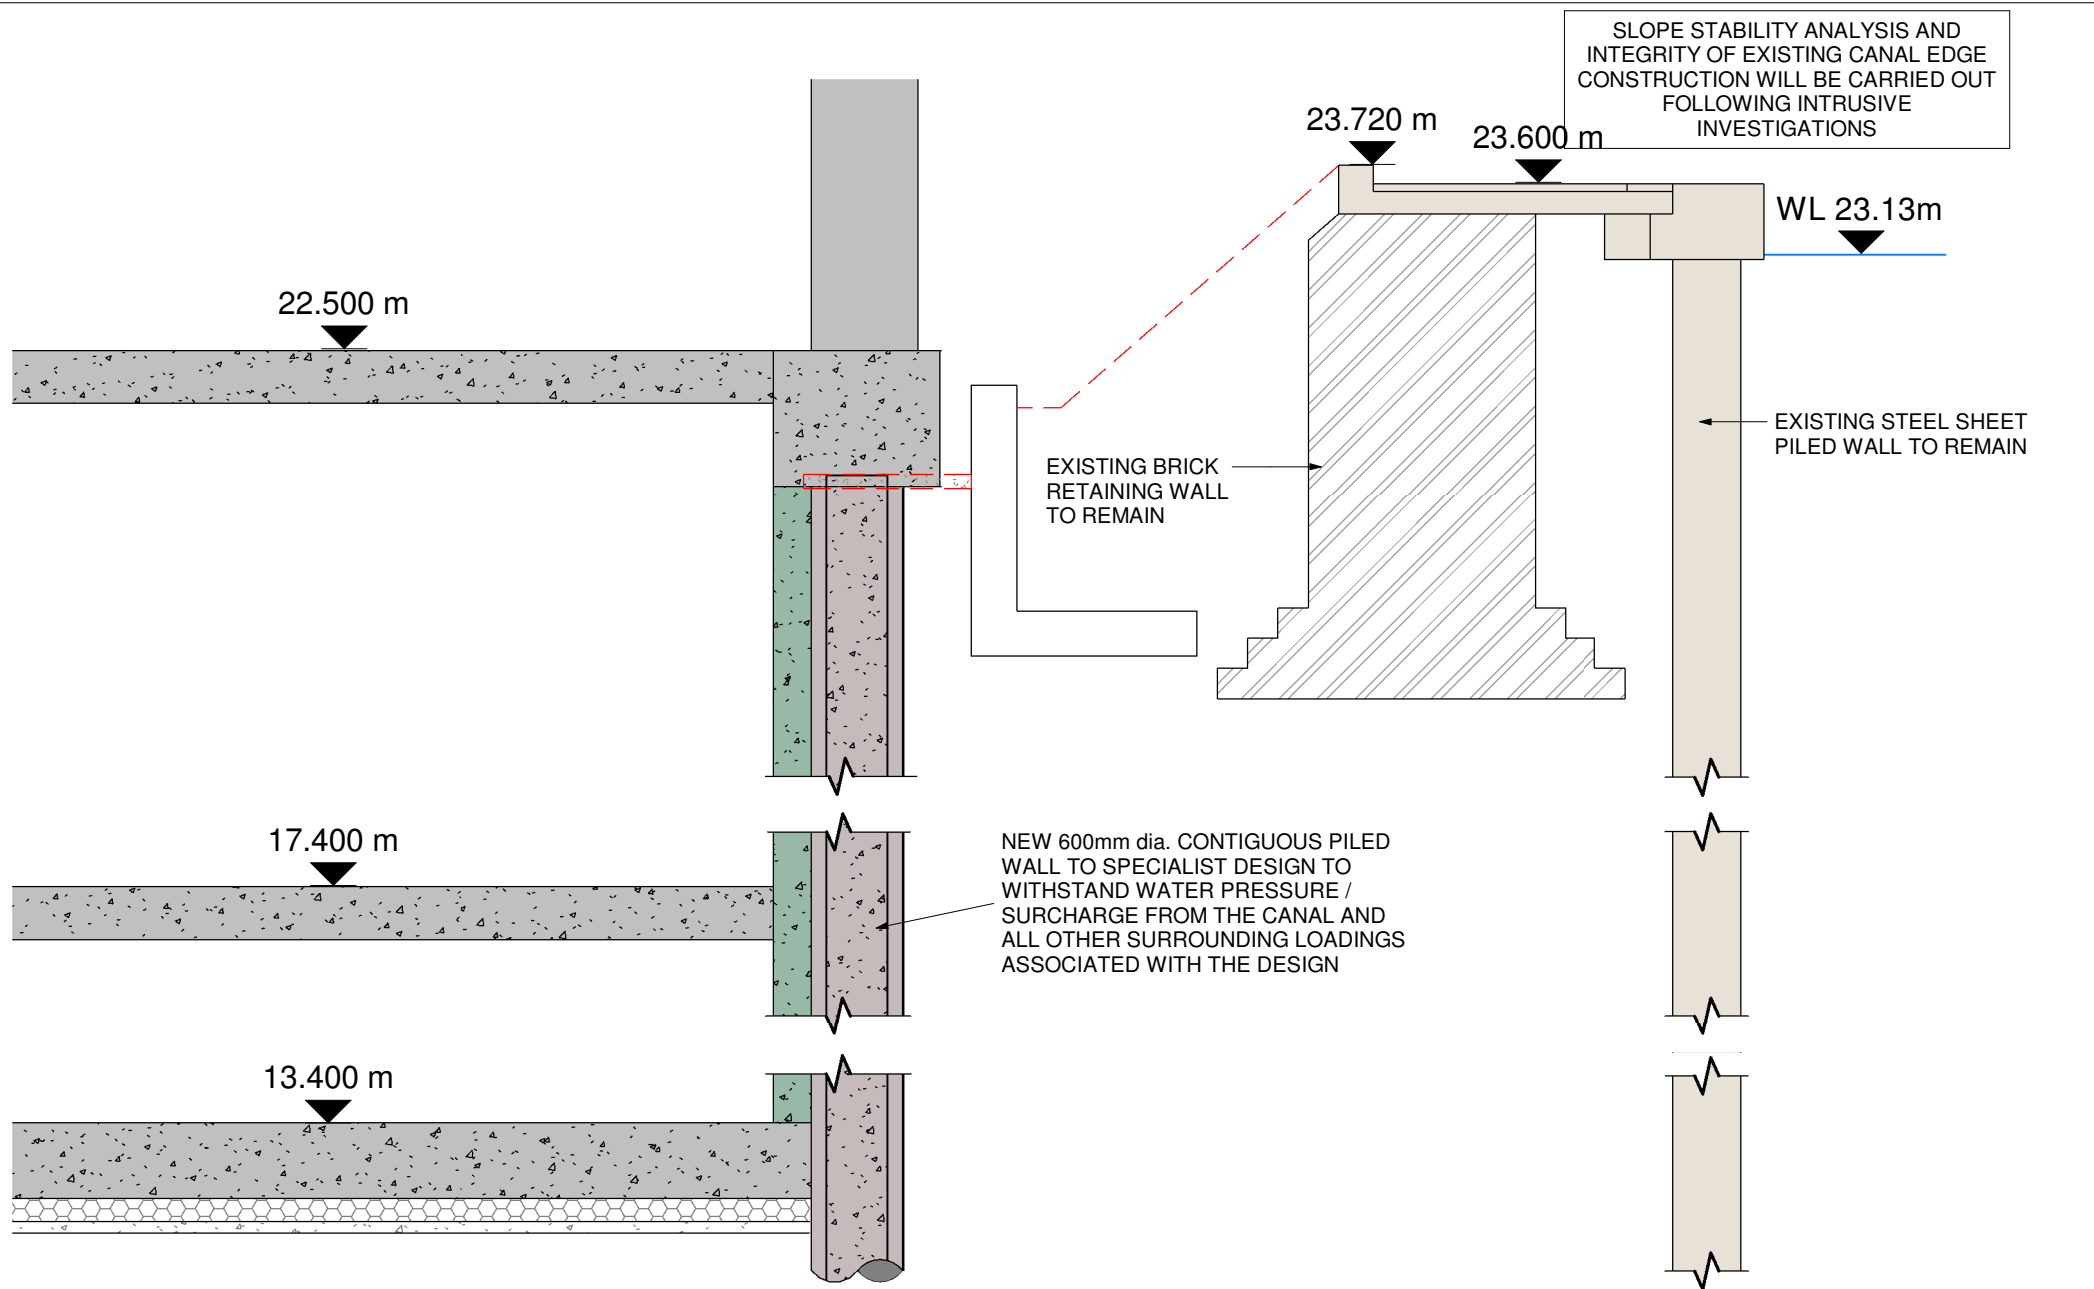 SLOPE STABILITY ANALYSIS AND
INTEGRITY OF EXISTING CANAL EDGE
CONSTRUCTION WILL BE CARRIED OUT
FOLLOWING INTRUSIVE
INVESTIGATIONS
23.720 m
23.600 m
WL 23.13m
22.500 m
EXISTING STEEL SHEET
PILED WALL TO REMAIN
EXISTING BRICK
RETAINING WALL
TO REMAIN
17.400 m
NEW 600mm dia. CONTIGUOUS PILED
WALL TO SPECIALIST DESIGN TO
WITHSTAND WATER PRESSURE /
SURCHARGE FROM THE CANAL AND
ALL OTHER SURROUNDING LOADINGS
ASSOCIATED WITH THE DESIGN
13.400 m